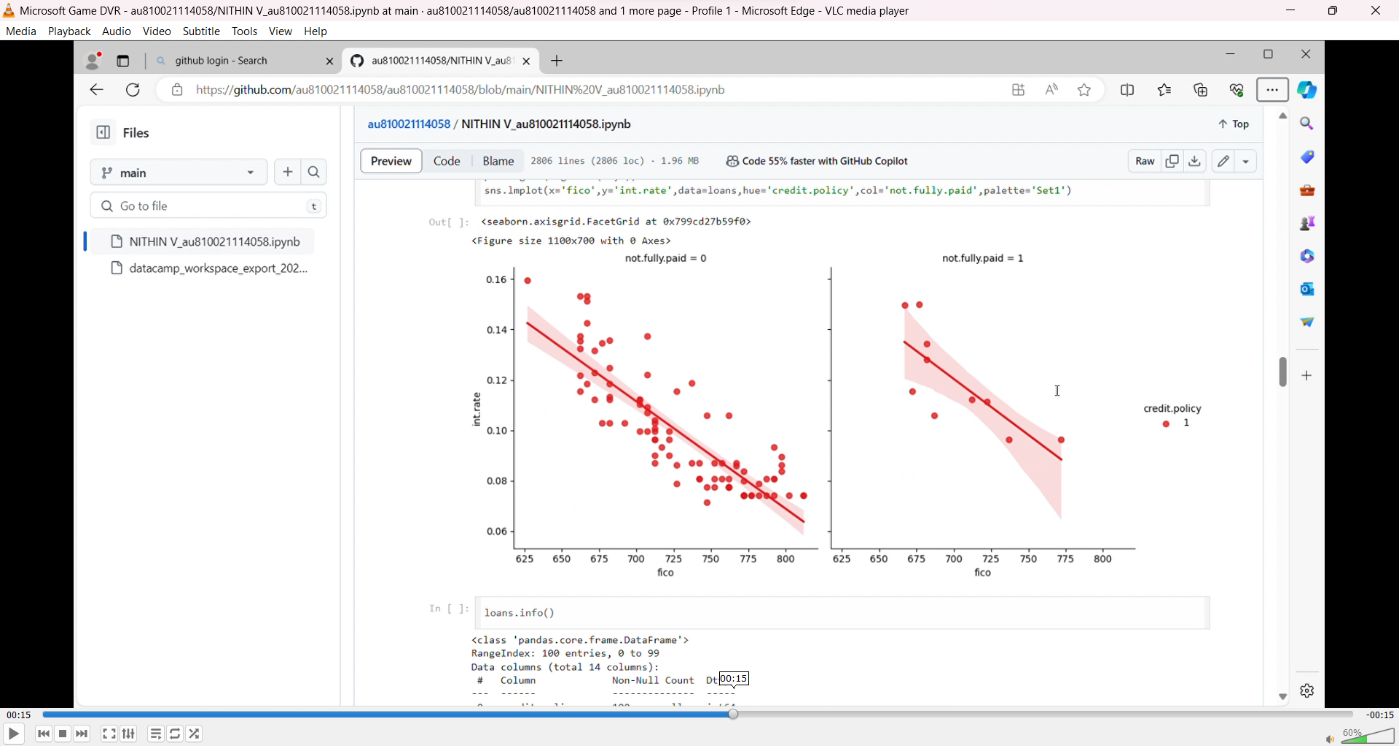 Microsoft Game DVR - au810021114058/NITHIN V_au810021114058.ipynb at main · au810021114058/au810021114058 and 1 more page - Profile 1 - Microsoft Edge - VLC media player
Media Playback Audio Video Subtitle Tools View Help
github login - Search
au810021114058/NITHIN V_au81
https://github.com/au810021114058/au810021114058/blob/main/NITHIN%20V_au810021114058.ipynb
Files
au810021114058 / NITHIN V_au810021114058.ipynb
Top
main
Preview Code Blame 2806 lines (2806 loc) · 1.96 MB Code 55% faster with GitHub Copilot Raw
Go to file t
NITHIN V_au810021114058.ipynb
datacamp_workspace_export_202...
sns.lmplot(x='fico',y='int.rate',data=loans,hue='credit.policy',col='not.fully.paid',palette='Set1')
Out[ ]: <seaborn.axisgrid.FacetGrid at 0x799cd27b59f0>
<Figure size 1100x700 with 0 Axes>
not.fully.paid = 0
not.fully.paid = 1
0.16
0.14
0.12
0.10
0.08
0.06
int.rate
credit.policy
1
625 650 675 700 725 750 775 800
fico
625 650 675 700 725 750 775 800
fico
In [ ]: loans.info()
<class 'pandas.core.frame.DataFrame'>
RangeIndex: 100 entries, 0 to 99
Data columns (total 14 columns):
# Column Non-Null Count Dt
--- ------ -------------- -----
00:15
00:15
-00:15
60%